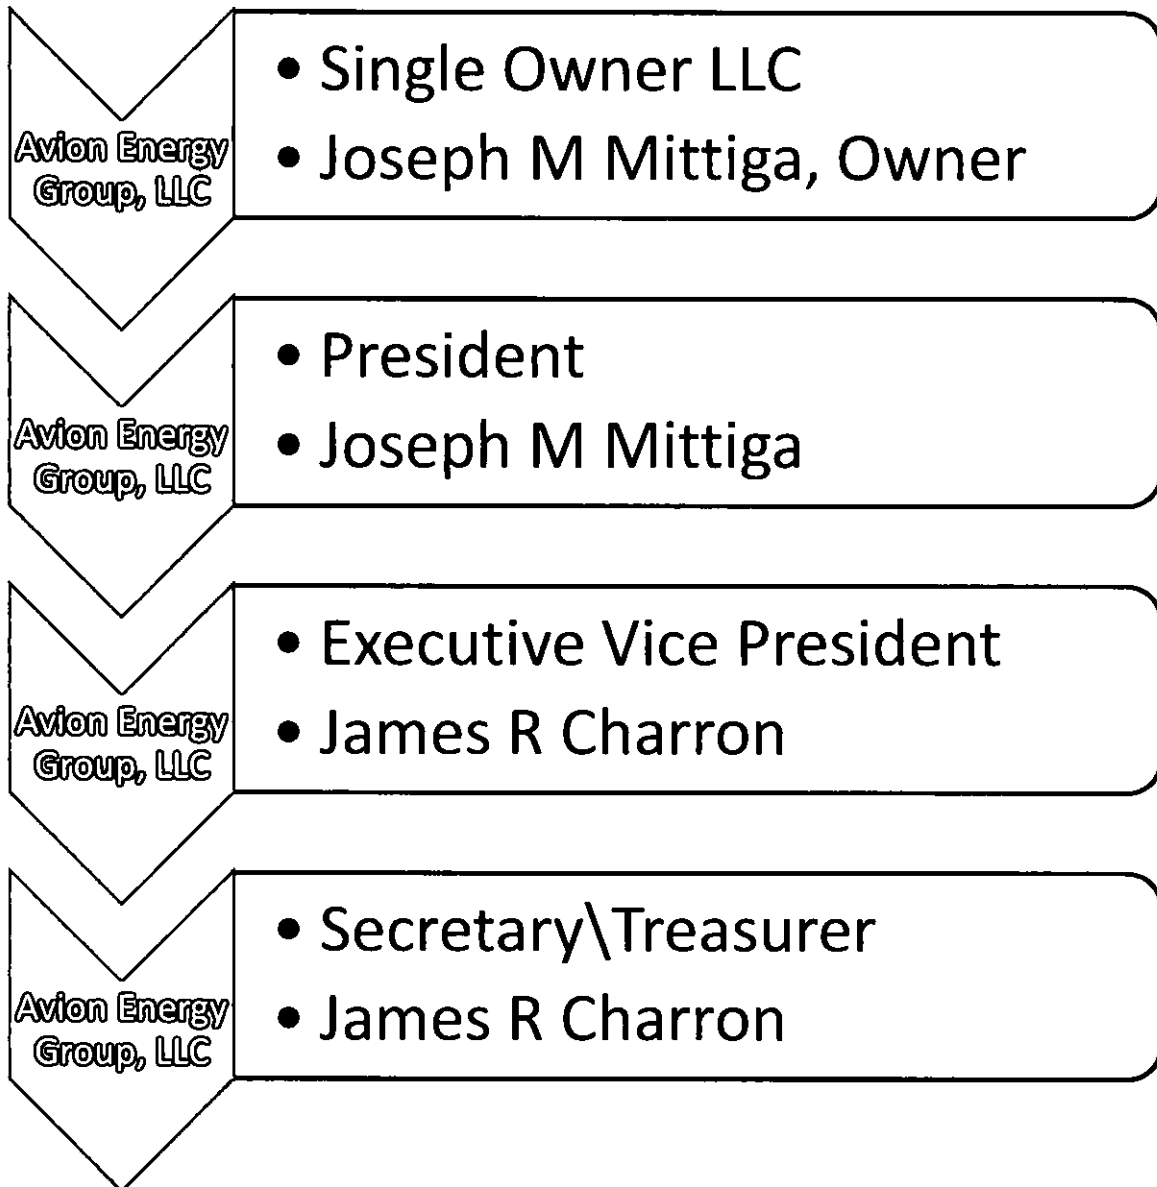 Avion Energy
Group, LLC
• Single Owner LLC
• Joseph M Mittiga, Owner
Avion Energy
Group, LLC
• President
• Joseph M Mittiga
Avion Energy
Group, LLC
• Executive Vice President
• James R Charron
Avion Energy
Group, LLC
• Secretary\Treasurer
• James R Charron